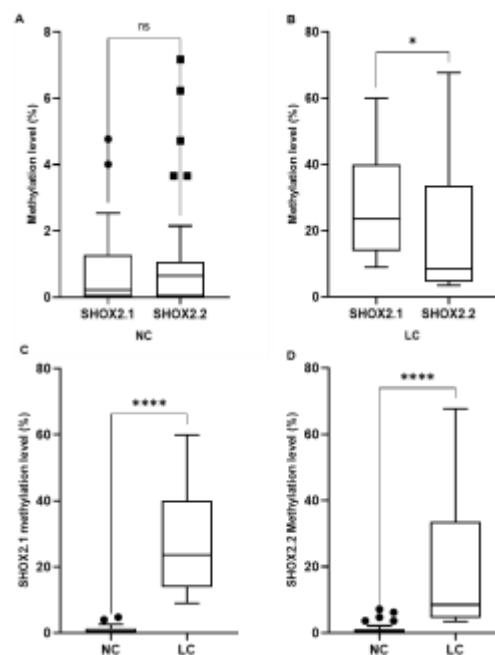 A
ns
8
6
4
2
0
Methylation level (%)
SHOX2.1 SHOX2.2
NC
B
*
80
60
40
20
0
Methylation level (%)
SHOX2.1 SHOX2.2
LC
C
****
80
60
40
20
0
SHOX2.1 methylation level (%)
NC LC
D
****
80
60
40
20
0
SHOX2.2 Methylation level (%)
NC LC